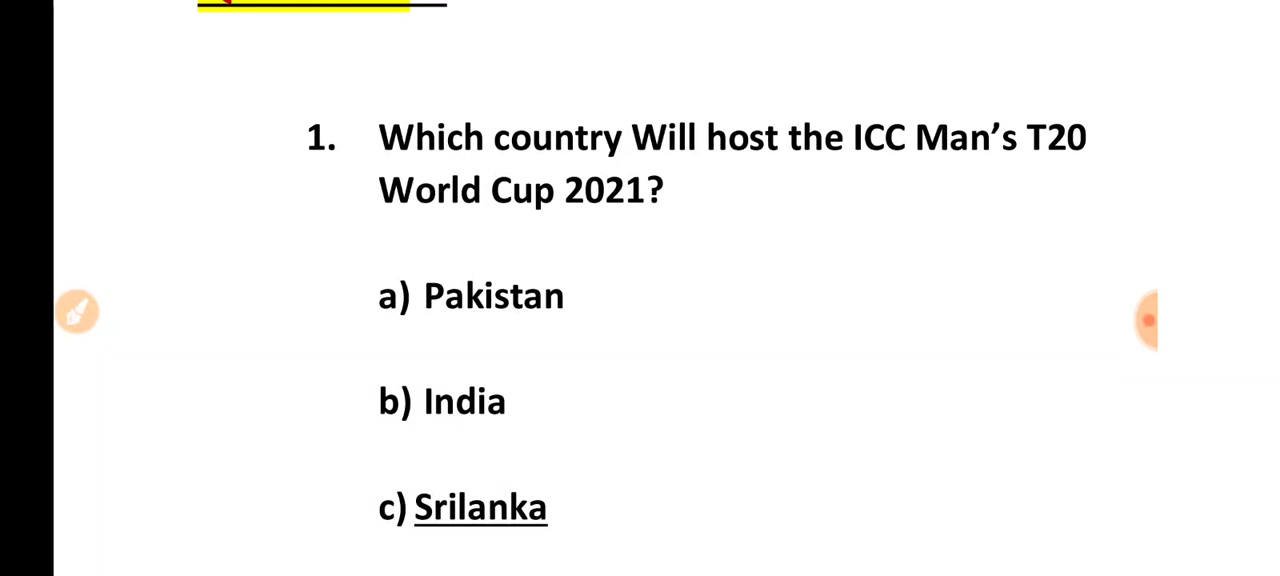 1. Which country Will host the ICC Man’s T20
World Cup 2021?
a) Pakistan
b) India
c) Srilanka